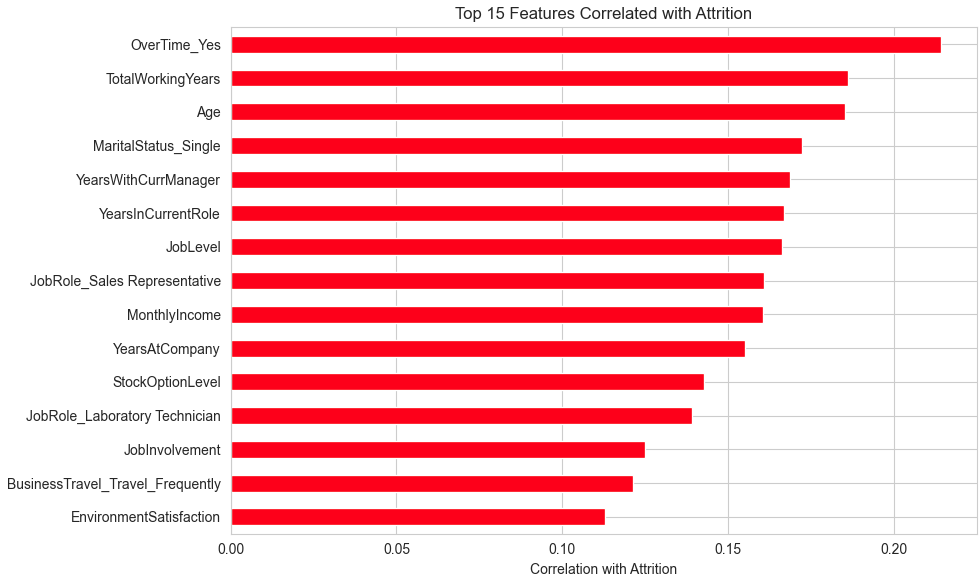 Top 15 Features Correlated with Attrition
OverTime_Yes
TotalWorkingYears
Age
MaritalStatus_Single
YearsWithCurrManager
YearsInCurrentRole
JobLevel
JobRole_Sales Representative
MonthlyIncome
YearsAtCompany
StockOptionLevel
JobRole_Laboratory Technician
JobInvolvement
BusinessTravel_Travel_Frequently
EnvironmentSatisfaction
0.00 0.05 0.10 0.15 0.20
Correlation with Attrition